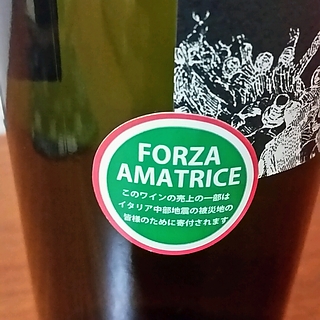 FORZA
AMATRICE
このワインの売上の一部は
イタリア中部地震の被災地の
皆様のために寄付されます